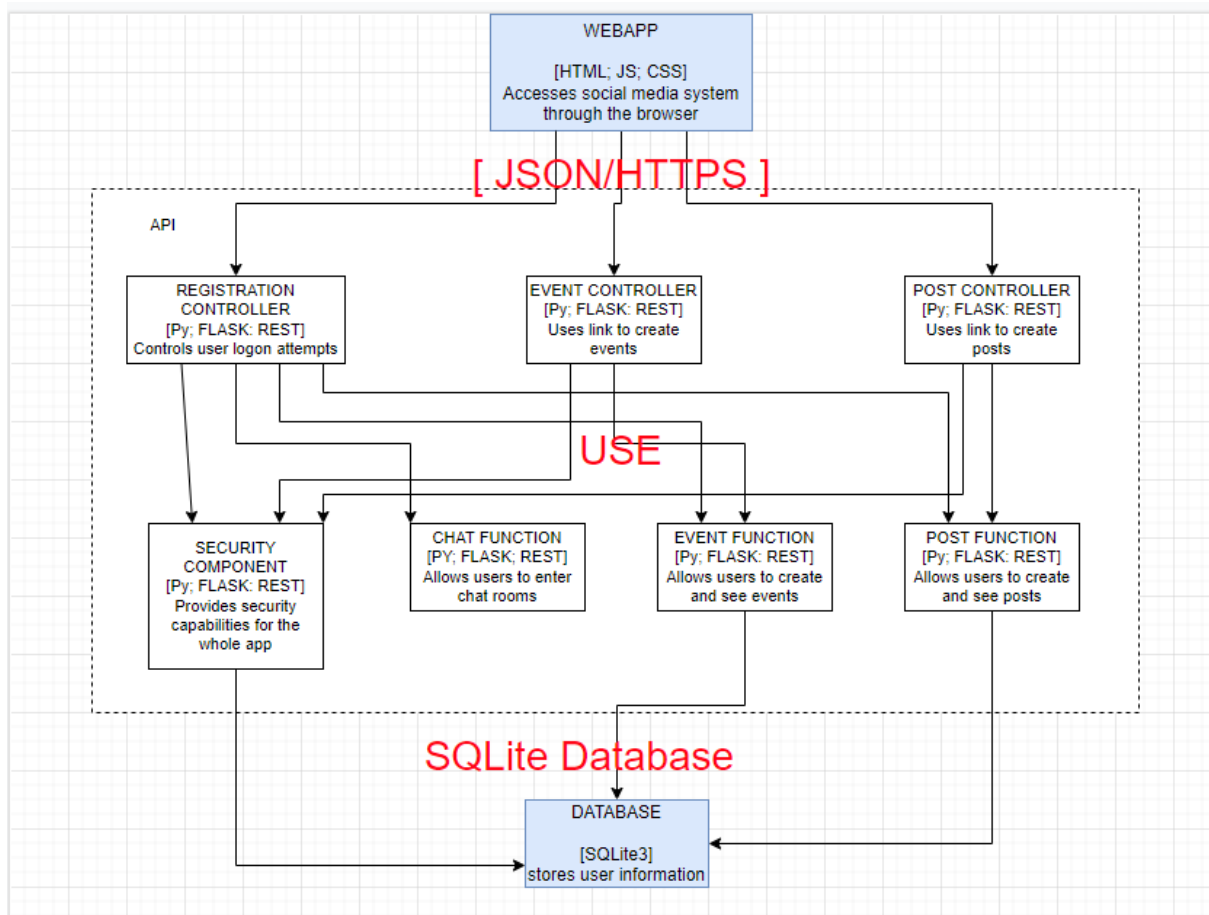 WEBAPP
[HTML; JS; CSS]
Accesses social media system
through the browser
[ JSON/HTTPS ]
API
REGISTRATION
CONTROLLER
[Py; FLASK: REST]
Controls user logon attempts
EVENT CONTROLLER
[Py; FLASK: REST]
Uses link to create
events
POST CONTROLLER
[Py; FLASK: REST]
Uses link to create
posts
USE
SECURITY
COMPONENT
[Py; FLASK: REST]
Provides security
capabilities for the
whole app
CHAT FUNCTION
[PY; FLASK; REST]
Allows users to enter
chat rooms
EVENT FUNCTION
[Py; FLASK: REST]
Allows users to create
and see events
POST FUNCTION
[Py; FLASK: REST]
Allows users to create
and see posts
SQLite Database
DATABASE
[SQLite3]
stores user information